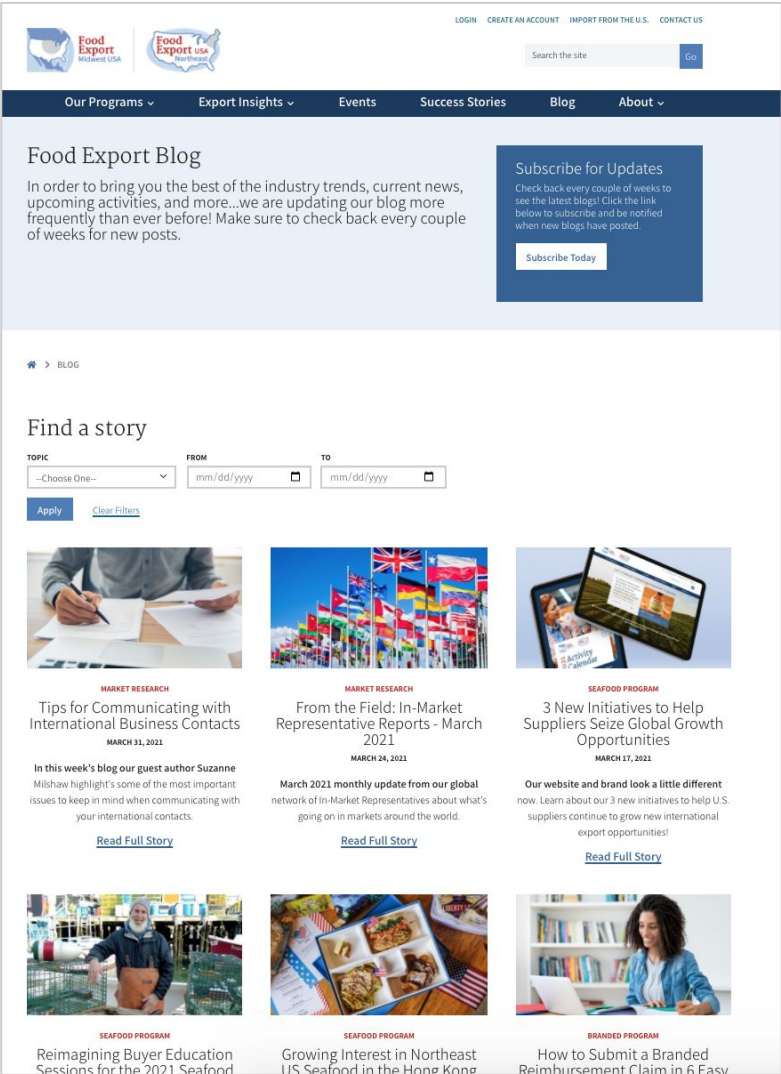 LOGIN CREATE AN ACCOUNT IMPORT FROM THE U.S. CONTACT US
Food
Export
Midwest USA
Food
Export USA
Northeast
Search the site
Go
Our Programs Export Insights Events Success Stories Blog About
Food Export Blog
In order to bring you the best of the industry trends, current news,
upcoming activities, and more...we are updating our blog more
frequently than ever before! Make sure to check back every couple
of weeks for new posts.
Subscribe for Updates
Check back every couple of weeks to
see the latest blogs! Click the link
below to subscribe and be notified
when new blogs have posted.
Subscribe Today
BLOG
Find a story
TOPIC
--Choose One--
FROM
mm/dd/yyyy
TO
mm/dd/yyyy
Apply
Clear Filters
MARKET RESEARCH
Tips for Communicating with
International Business Contacts
MARCH 31, 2021
In this week's blog our guest author Suzanne
Milshaw highlight's some of the most important
issues to keep in mind when communicating with
your international contacts.
Read Full Story
MARKET RESEARCH
From the Field: In-Market
Representative Reports - March
2021
MARCH 24, 2021
March 2021 monthly update from our global
network of In-Market Representatives about what's
going on in markets around the world.
Read Full Story
Activity
Calendar
SEAFOOD PROGRAM
3 New Initiatives to Help
Suppliers Seize Global Growth
Opportunities
MARCH 17, 2021
Our website and brand look a little different
now. Learn about our 3 new initiatives to help U.S.
suppliers continue to grow new international
export opportunities!
Read Full Story
SEAFOOD PROGRAM
Reimagining Buyer Education
Sessions for the 2021 Seafood
SEAFOOD PROGRAM
Growing Interest in Northeast
US Seafood in the Hong Kong
BRANDED PROGRAM
How to Submit a Branded
Reimbursement Claim in 6 Easy